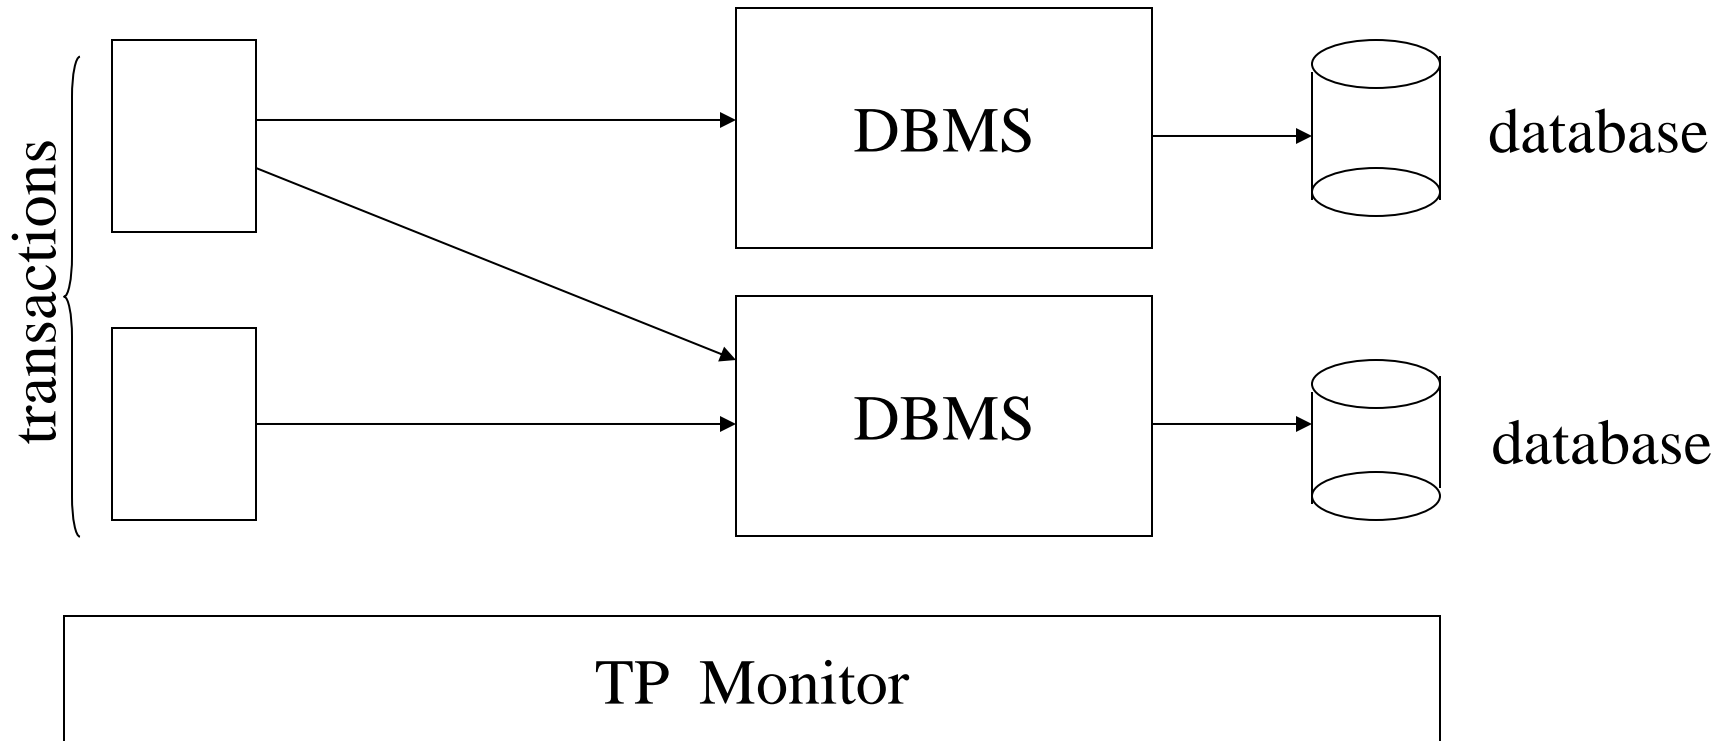 transactions
DBMS
database
DBMS
database
TP Monitor